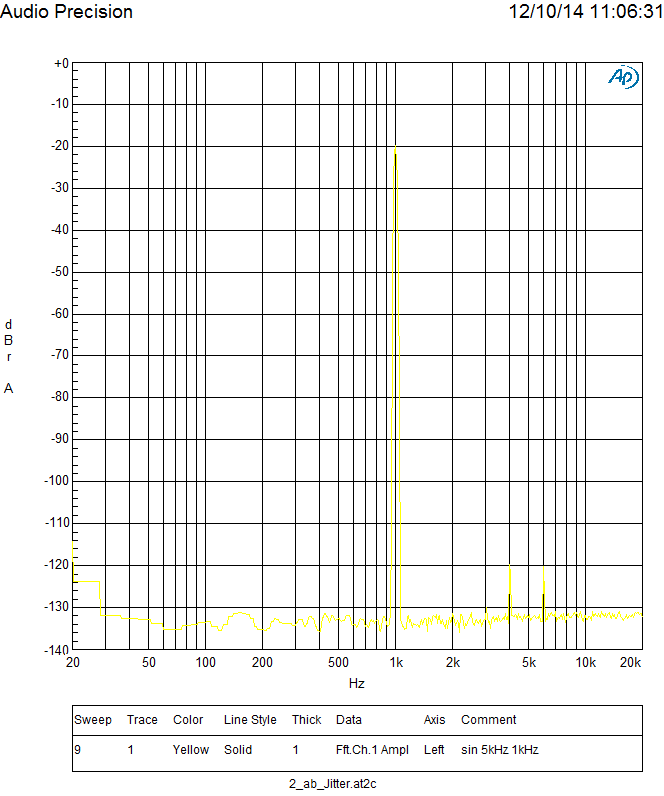 Audio Precision 12/10/14 11:06:31
Ap
+0
-10
-20
-30
-40
-50
-60
-70
-80
-90
-100
-110
-120
-130
-140
d
B
r
A
20 50 100 200 500 1k 2k 5k 10k 20k
Hz
Sweep Trace Color Line Style Thick Data Axis Comment
9 1 Yellow Solid 1 Fft.Ch.1 Ampl Left sin 5kHz 1kHz
2_ab_Jitter.at2c